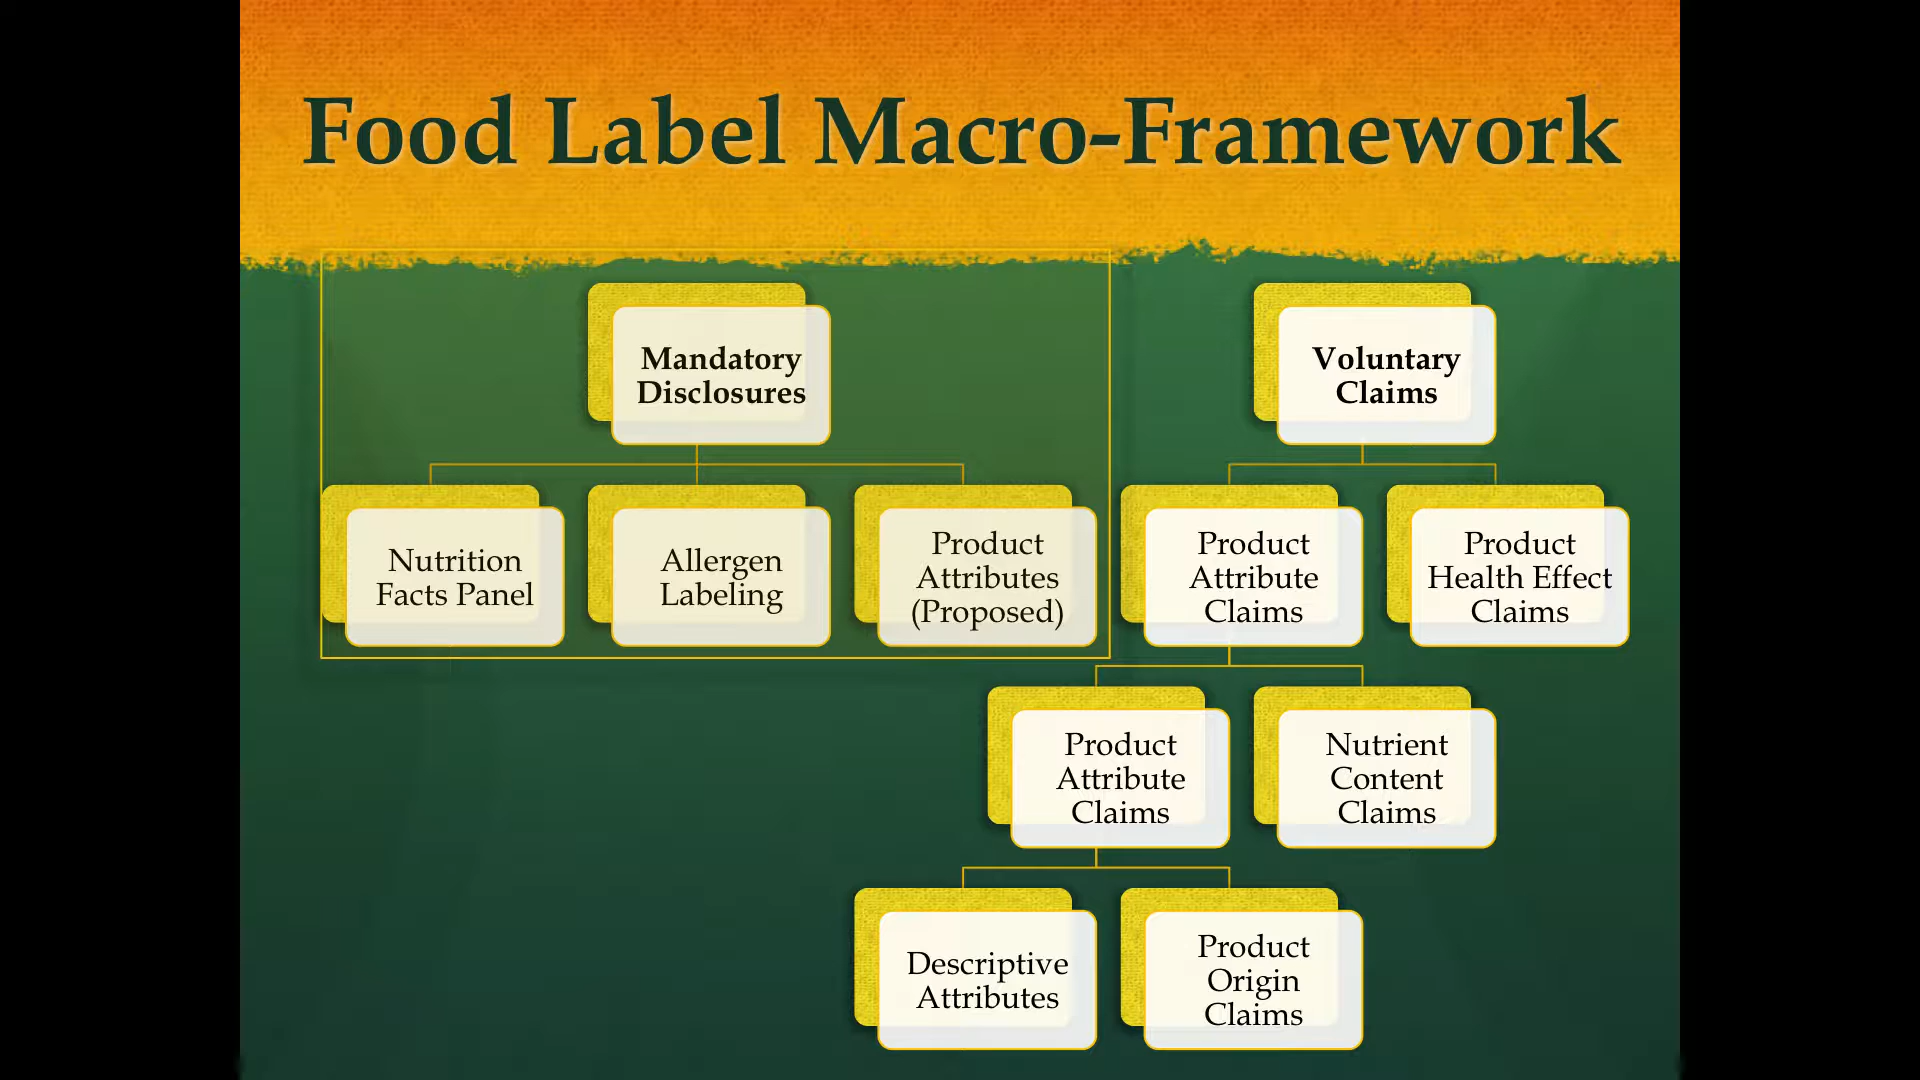 Food Label Macro-Framework
Mandatory
Disclosures
Voluntary
Claims
Nutrition
Facts Panel
Allergen
Labeling
Product
Attributes
(Proposed)
Product
Attribute
Claims
Product
Health Effect
Claims
Product
Attribute
Claims
Nutrient
Content
Claims
Descriptive
Attributes
Product
Origin
Claims